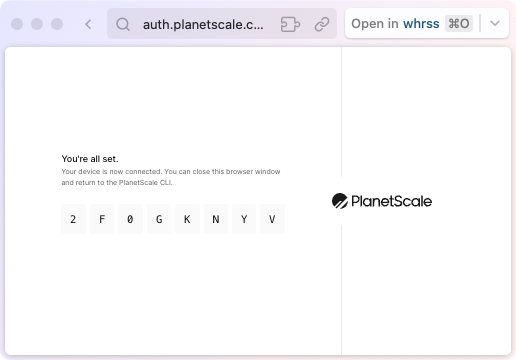 auth.planetscale.c...
Open in whrss ⌘O
You're all set.
Your device is now connected. You can close this browser window
and return to the PlanetScale CLI.
2 F 0 G K N Y V
PlanetScale